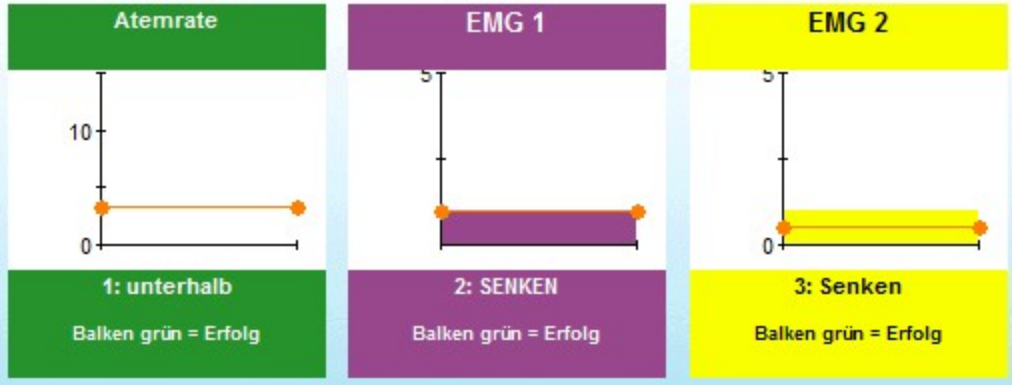 Atemrate
10
0
1: unterhalb
Balken grün = Erfolg
EMG 1
5
2: SENKEN
Balken grün = Erfolg
EMG 2
5
0
3: Senken
Balken grün = Erfolg